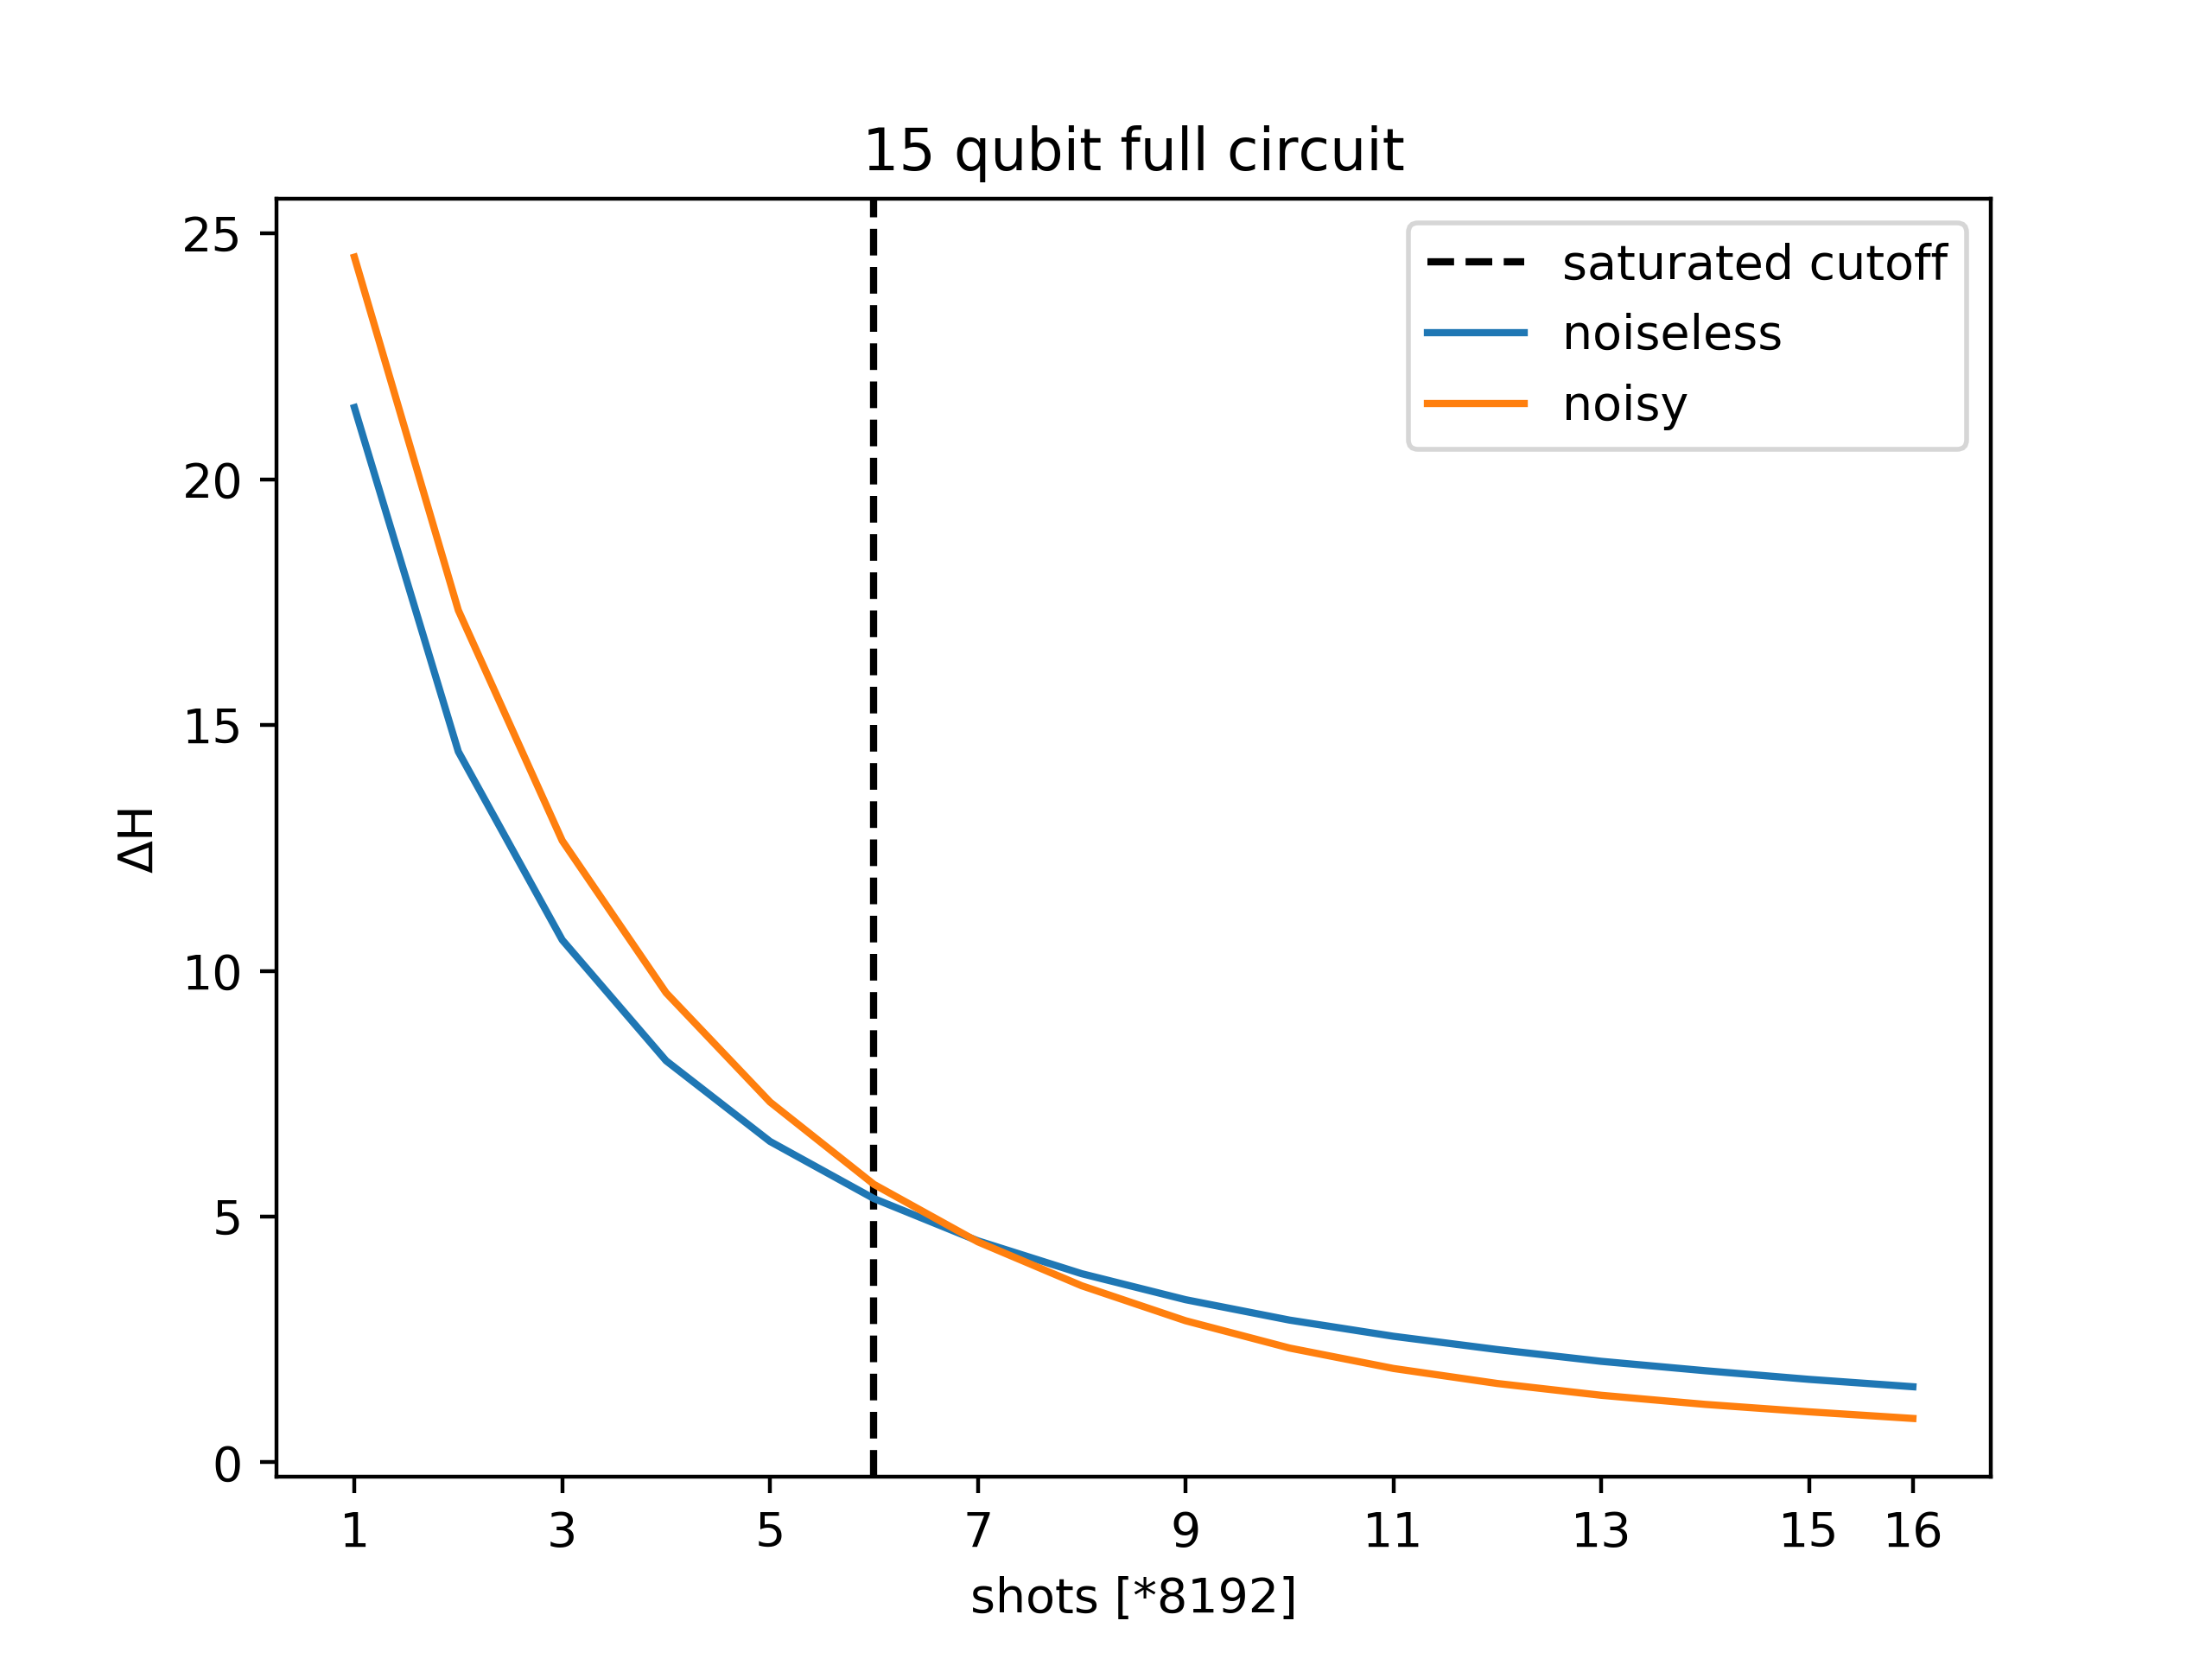 15 qubit full circuit
25
20
15
10
5
0
ΔH
saturated cutoff
noiseless
noisy
1 3 5 7 9 11 13 15 16
shots [*8192]